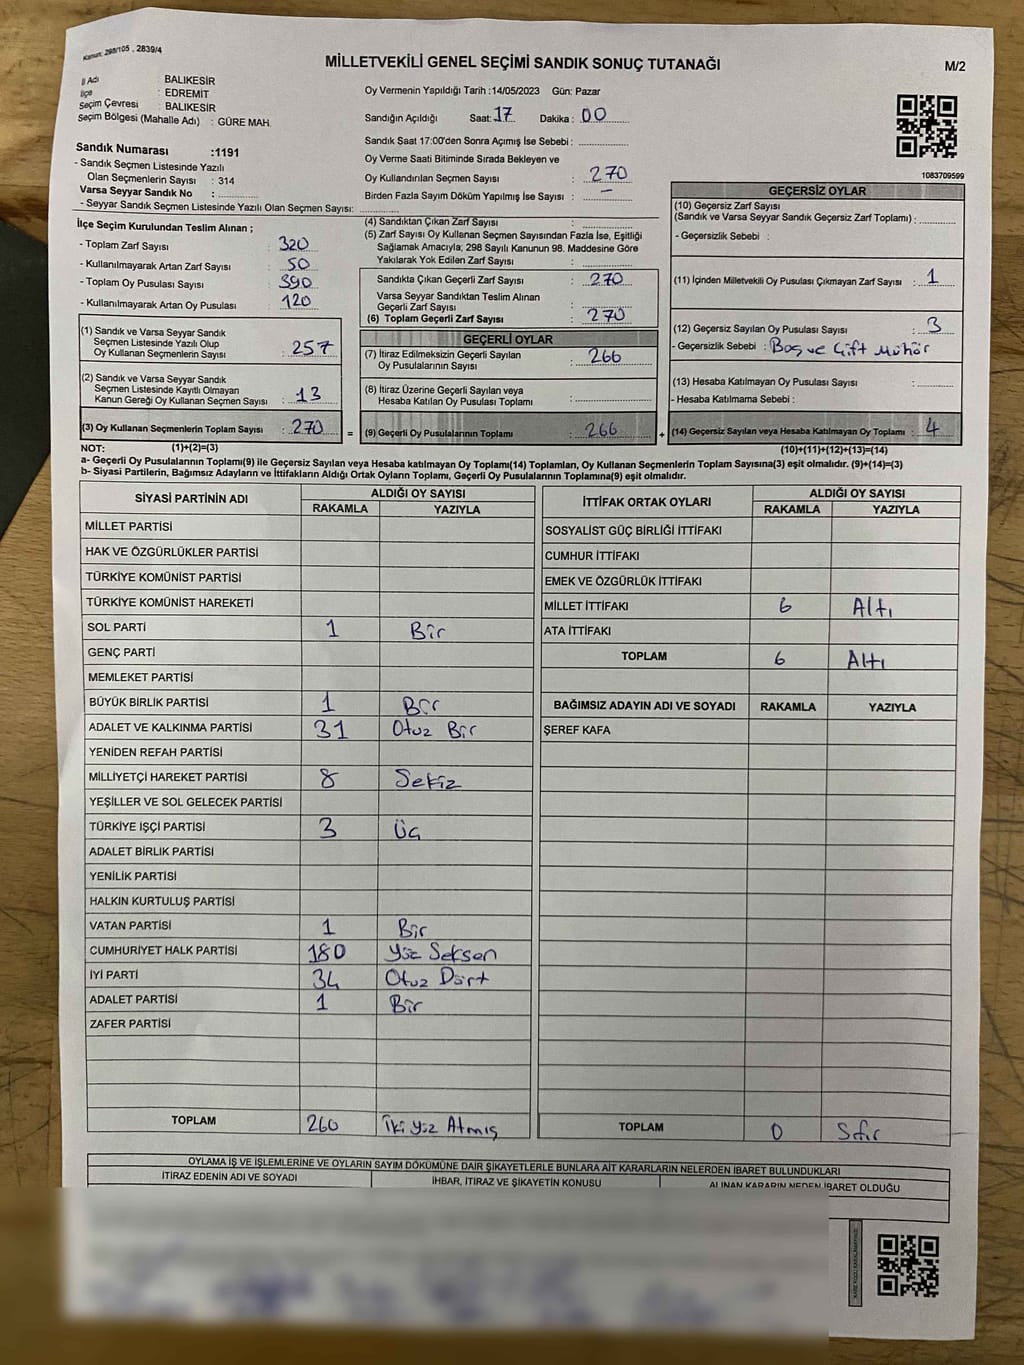 Kanun: 298/105 , 2839/4
MİLLETVEKİLİ GENEL SEÇİMİ SANDIK SONUÇ TUTANAĞI
M/2
İl Adı : BALIKESİR
İlçe : EDREMİT
Seçim Çevresi : BALIKESİR
Seçim Bölgesi (Mahalle Adı) : GÜRE MAH.
Oy Vermenin Yapıldığı Tarih :14/05/2023 Gün: Pazar
Sandığın Açıldığı Saat: 17 Dakika : 00
Sandık Saat 17:00'den Sonra Açımış İse Sebebi :
Oy Verme Saati Bitiminde Sırada Bekleyen ve
Oy Kullandırılan Seçmen Sayısı : 270
Birden Fazla Sayım Döküm Yapılmış İse Sayısı : —
Sandık Numarası :1191
- Sandık Seçmen Listesinde Yazılı
Olan Seçmenlerin Sayısı : 314
Varsa Seyyar Sandık No :
- Seyyar Sandık Seçmen Listesinde Yazılı Olan Seçmen Sayısı:
1083709599
İlçe Seçim Kurulundan Teslim Alınan ;
- Toplam Zarf Sayısı : 320
- Kullanılmayarak Artan Zarf Sayısı : 50
- Toplam Oy Pusulası Sayısı : 390
- Kullanılmayarak Artan Oy Pusulası : 120
(1) Sandık ve Varsa Seyyar Sandık
Seçmen Listesinde Yazılı Olup
Oy Kullanan Seçmenlerin Sayısı : 257
(2) Sandık ve Varsa Seyyar Sandık
Seçmen Listesinde Kayıtlı Olmayan
Kanun Gereği Oy Kullanan Seçmen Sayısı : 13
(3) Oy Kullanan Seçmenlerin Toplam Sayısı : 270 =
(4) Sandıktan Çıkan Zarf Sayısı :
(5) Zarf Sayısı Oy Kullanan Seçmen Sayısından Fazla İse, Eşitliği
Sağlamak Amacıyla; 298 Sayılı Kanunun 98. Maddesine Göre
Yakılarak Yok Edilen Zarf Sayısı :
Sandıkta Çıkan Geçerli Zarf Sayısı : 270
Varsa Seyyar Sandıktan Teslim Alınan
Geçerli Zarf Sayısı :
(6) Toplam Geçerli Zarf Sayısı : 270
GEÇERLİ OYLAR
(7) İtiraz Edilmeksizin Geçerli Sayılan
Oy Pusulalarının Sayısı : 266
(8) İtiraz Üzerine Geçerli Sayılan veya
Hesaba Katılan Oy Pusulası Toplamı :
(9) Geçerli Oy Pusulalarının Toplamı : 266 +
GEÇERSİZ OYLAR
(10) Geçersiz Zarf Sayısı
(Sandık ve Varsa Seyyar Sandık Geçersiz Zarf Toplamı) :
- Geçersizlik Sebebi :
(11) İçinden Milletvekili Oy Pusulası Çıkmayan Zarf Sayısı : 1
(12) Geçersiz Sayılan Oy Pusulası Sayısı : 3
- Geçersizlik Sebebi : Boş ve Çift Mühür
(13) Hesaba Katılmayan Oy Pusulası Sayısı :
- Hesaba Katılmama Sebebi :
(14) Geçersiz Sayılan veya Hesaba Katılmayan Oy Toplamı : 4
NOT: (1)+(2)=(3)
(10)+(11)+(12)+(13)=(14)
a- Geçerli Oy Pusulalarının Toplamı(9) ile Geçersiz Sayılan veya Hesaba katılmayan Oy Toplamı(14) Toplamları, Oy Kullanan Seçmenlerin Toplam Sayısına(3) eşit olmalıdır. (9)+(14)=(3)
b- Siyasi Partilerin, Bağımsız Adayların ve İttifakların Aldığı Ortak Oyların Toplamı, Geçerli Oy Pusulalarının Toplamına(9) eşit olmalıdır.
SİYASİ PARTİNİN ADI ALDIĞI OY SAYISI
RAKAMLA YAZIYLA
MİLLET PARTİSİ
HAK VE ÖZGÜRLÜKLER PARTİSİ
TÜRKİYE KOMÜNİST PARTİSİ
TÜRKİYE KOMÜNİST HAREKETİ
SOL PARTİ 1 Bir
GENÇ PARTİ
MEMLEKET PARTİSİ
BÜYÜK BİRLİK PARTİSİ 1 Bir
ADALET VE KALKINMA PARTİSİ 31 Otuz Bir
YENİDEN REFAH PARTİSİ
MİLLİYETÇİ HAREKET PARTİSİ 8 Sekiz
YEŞİLLER VE SOL GELECEK PARTİSİ
TÜRKİYE İŞÇİ PARTİSİ 3 Üç
ADALET BİRLİK PARTİSİ
YENİLİK PARTİSİ
HALKIN KURTULUŞ PARTİSİ
VATAN PARTİSİ 1 Bir
CUMHURİYET HALK PARTİSİ 180 Yüz Seksen
İYİ PARTİ 34 Otuz Dört
ADALET PARTİSİ 1 Bir
ZAFER PARTİSİ
TOPLAM 260 İki Yüz Atmış
İTTİFAK ORTAK OYLARI ALDIĞI OY SAYISI
RAKAMLA YAZIYLA
SOSYALİST GÜÇ BİRLİĞİ İTTİFAKI
CUMHUR İTTİFAKI
EMEK VE ÖZGÜRLÜK İTTİFAKI
MİLLET İTTİFAKI 6 Altı
ATA İTTİFAKI
TOPLAM 6 Altı
BAĞIMSIZ ADAYIN ADI VE SOYADI RAKAMLA YAZIYLA
ŞEREF KAFA
TOPLAM 0 Sıfır
OYLAMA İŞ VE İŞLEMLERİNE VE OYLARIN SAYIM DÖKÜMÜNE DAİR ŞİKAYETLERLE BUNLARA AİT KARARLARIN NELERDEN İBARET BULUNDUKLARI
İTİRAZ EDENİN ADI VE SOYADI İHBAR, İTİRAZ VE ŞİKAYETİN KONUSU ALINAN KARARIN NEDEN İBARET OLDUĞU